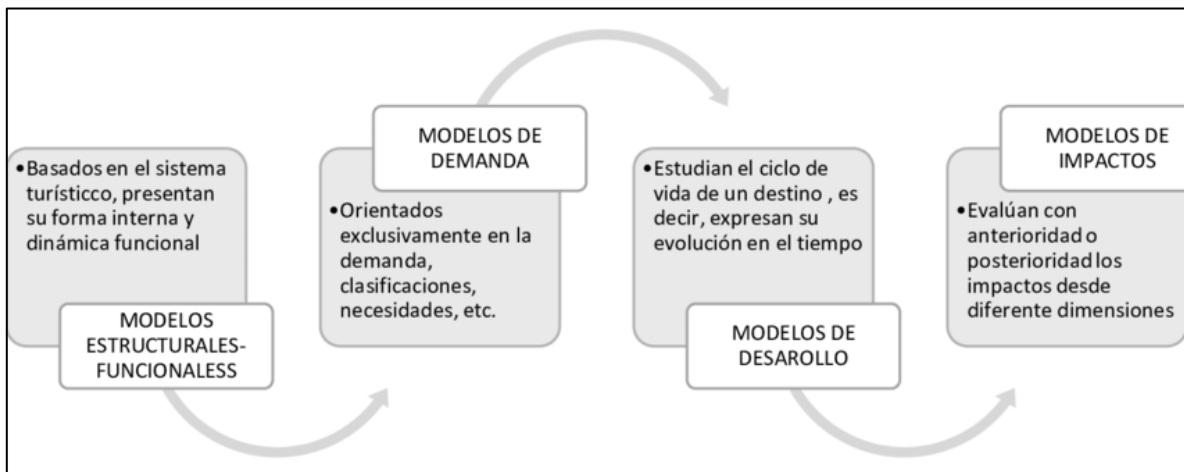 •Basados en el sistema
turísticco, presentan
su forma interna y
dinámica funcional
MODELOS
ESTRUCTURALES-
FUNCIONALESS
MODELOS DE
DEMANDA
•Orientados
exclusivamente en la
demanda,
clasificaciones,
necesidades, etc.
•Estudian el ciclo de
vida de un destino , es
decir, expresan su
evolución en el tiempo
MODELOS DE
DESAROLLO
MODELOS DE
IMPACTOS
•Evalúan con
anterioridad o
posterioridad los
impactos desde
diferente dimensiones